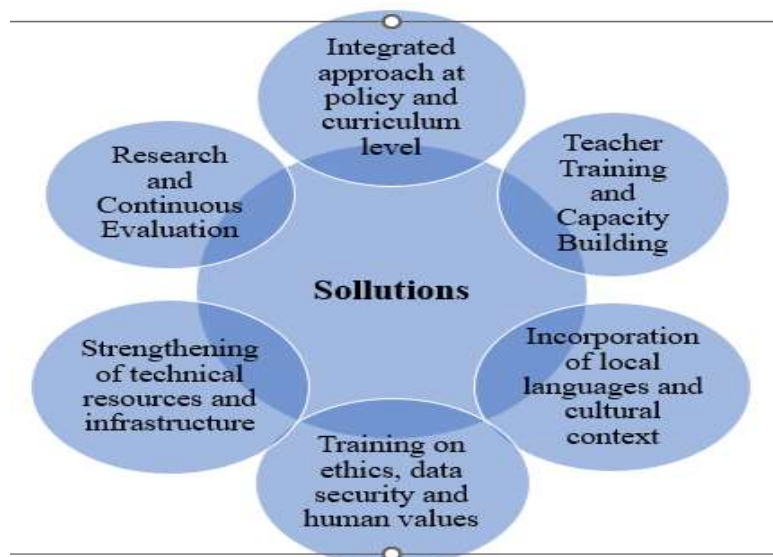 Integrated
approach at
policy and
curriculum
level
Teacher
Training
and
Capacity
Building
Incorporation
of local
languages and
cultural
context
Training on
ethics, data
security and
human values
Strengthening
of technical
resources and
infrastructure
Research
and
Continuous
Evaluation
Sollutions